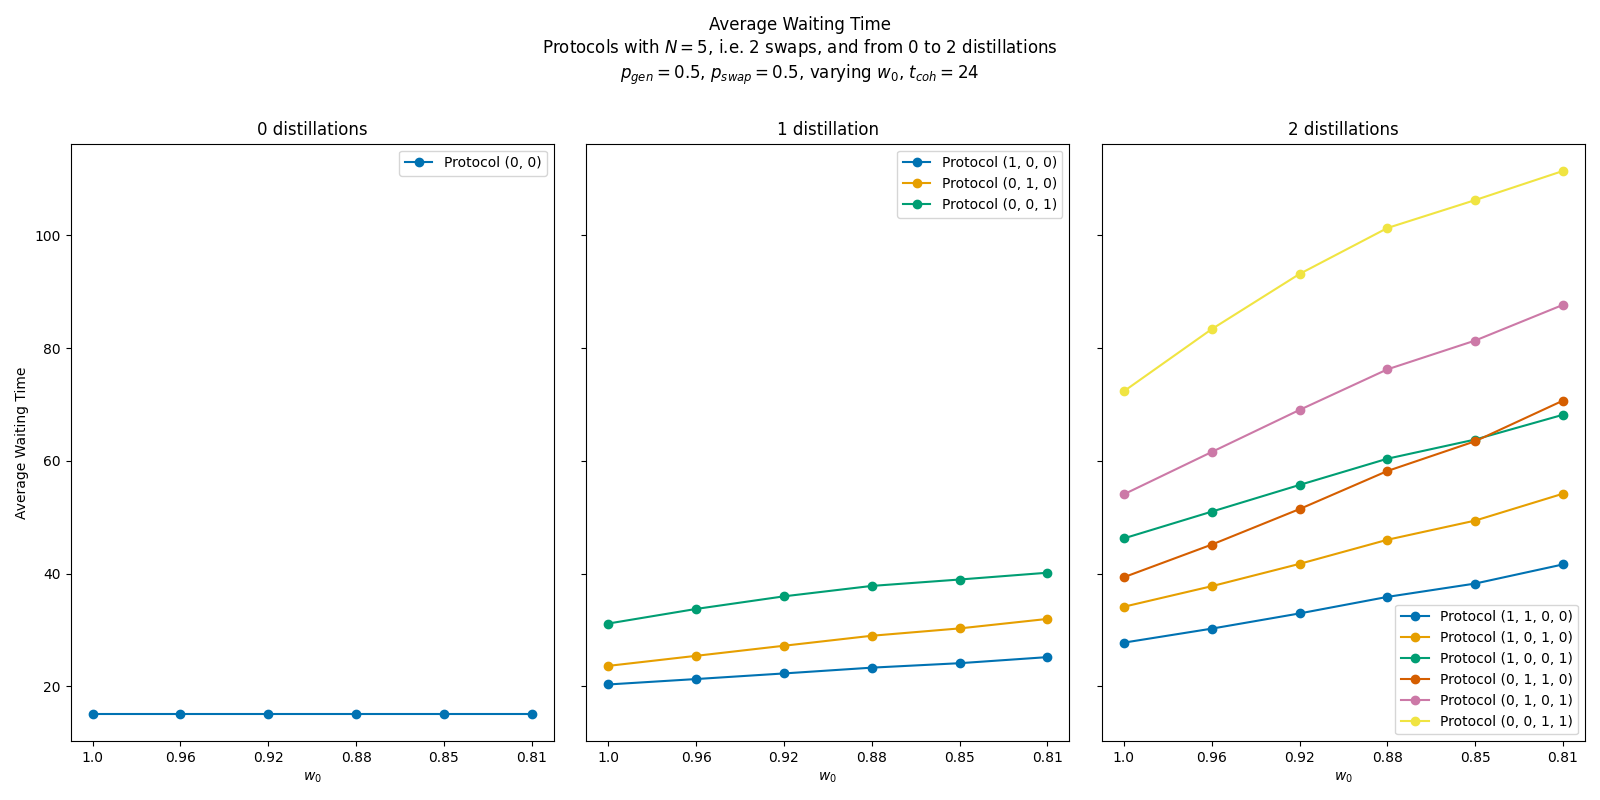 Average Waiting Time
Protocols with N = 5, i.e. 2 swaps, and from 0 to 2 distillations
p_gen = 0.5, p_swap = 0.5, varying w_0, t_coh = 24
0 distillations
Protocol (0, 0)
Average Waiting Time
100
80
60
40
20
1.0 0.96 0.92 0.88 0.85 0.81
w_0
1 distillation
Protocol (1, 0, 0)
Protocol (0, 1, 0)
Protocol (0, 0, 1)
1.0 0.96 0.92 0.88 0.85 0.81
w_0
2 distillations
Protocol (1, 1, 0, 0)
Protocol (1, 0, 1, 0)
Protocol (1, 0, 0, 1)
Protocol (0, 1, 1, 0)
Protocol (0, 1, 0, 1)
Protocol (0, 0, 1, 1)
1.0 0.96 0.92 0.88 0.85 0.81
w_0